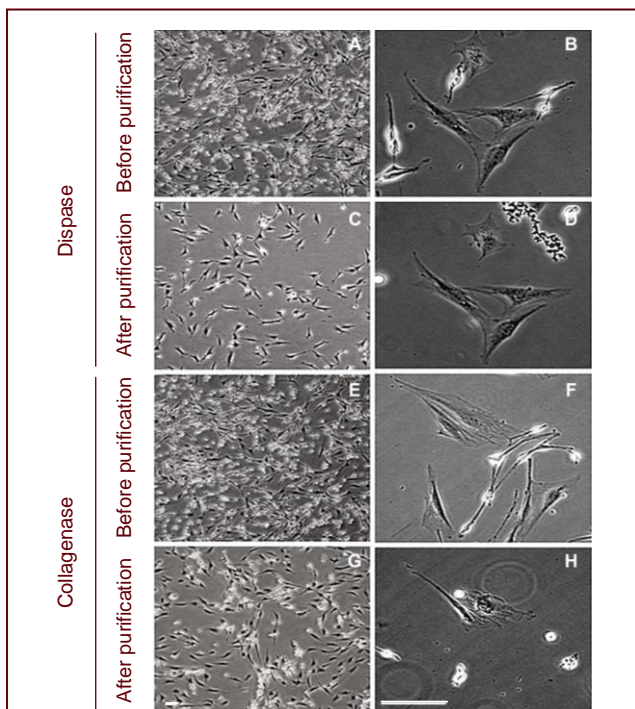 Dispase
Before purification
A
B
After purification
C
D
Collagenase
Before purification
E
F
After purification
G
H